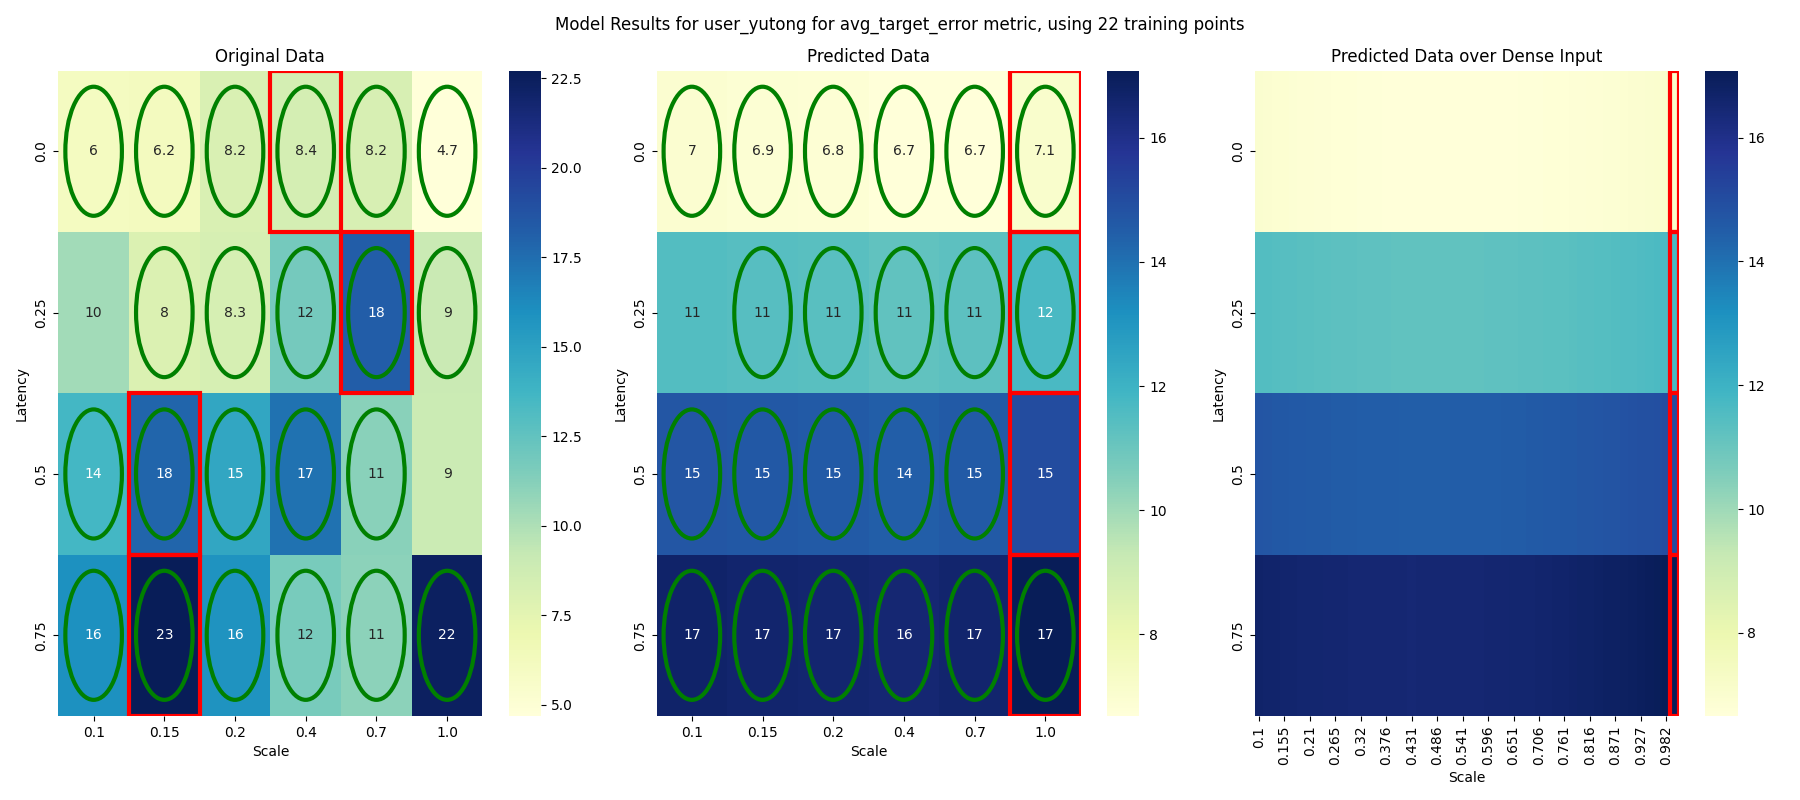 Model Results for user_yutong for avg_target_error metric, using 22 training points
Original Data
Latency
0.0
0.25
0.5
0.75
6 6.2 8.2 8.4 8.2 4.7
10 8 8.3 12 18 9
14 18 15 17 11 9
16 23 16 12 11 22
0.1 0.15 0.2 0.4 0.7 1.0
Scale
22.5
20.0
17.5
15.0
12.5
10.0
7.5
5.0
Predicted Data
Latency
0.0
0.25
0.5
0.75
7 6.9 6.8 6.7 6.7 7.1
11 11 11 11 11 12
15 15 15 14 15 15
17 17 17 16 17 17
0.1 0.15 0.2 0.4 0.7 1.0
Scale
16
14
12
10
8
Predicted Data over Dense Input
Latency
0.0
0.25
0.5
0.75
0.1 0.155 0.21 0.265 0.32 0.376 0.431 0.486 0.541 0.596 0.651 0.706 0.761 0.816 0.871 0.927 0.982
Scale
16
14
12
10
8